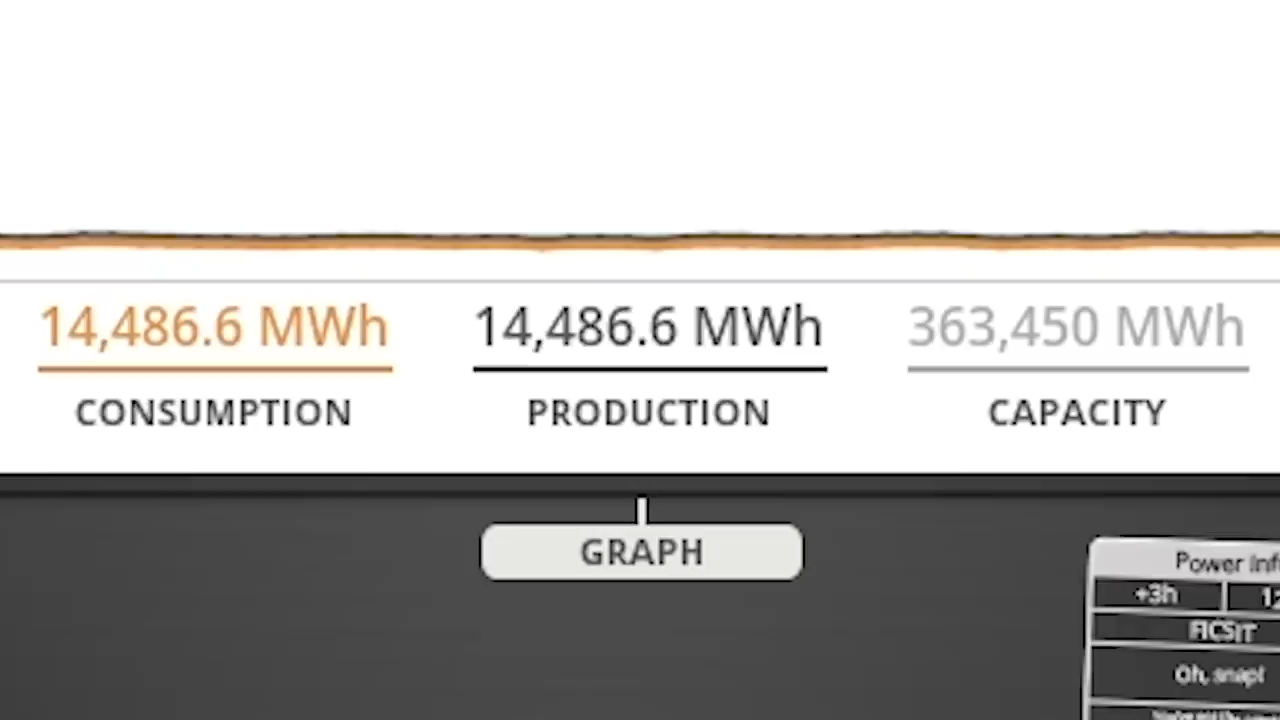 14,486.6 MWh 14,486.6 MWh 363,450 MWh
CONSUMPTION PRODUCTION CAPACITY
GRAPH
Power
+3h
FICSIT
Oh, snap!